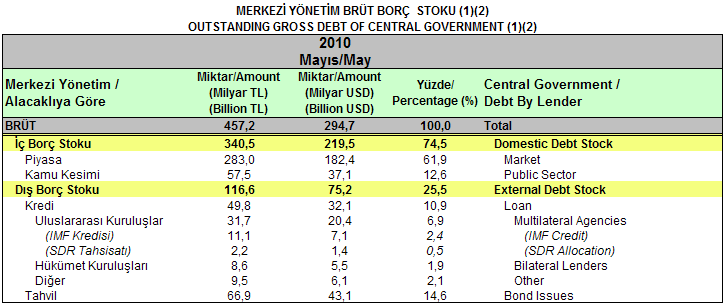 MERKEZİ YÖNETİM BRÜT BORÇ STOKU (1)(2)
OUTSTANDING GROSS DEBT OF CENTRAL GOVERNMENT (1)(2)
2010
Mayıs/May
Merkezi Yönetim / Alacaklıya Göre Miktar/Amount (Milyar TL) (Billion TL) Miktar/Amount (Milyar USD) (Billion USD) Yüzde/ Percentage (%) Central Government / Debt By Lender
BRÜT 457,2 294,7 100,0 Total
İç Borç Stoku 340,5 219,5 74,5 Domestic Debt Stock
Piyasa 283,0 182,4 61,9 Market
Kamu Kesimi 57,5 37,1 12,6 Public Sector
Dış Borç Stoku 116,6 75,2 25,5 External Debt Stock
Kredi 49,8 32,1 10,9 Loan
Uluslararası Kuruluşlar 31,7 20,4 6,9 Multilateral Agencies
(IMF Kredisi) 11,1 7,1 2,4 (IMF Credit)
(SDR Tahsisatı) 2,2 1,4 0,5 (SDR Allocation)
Hükümet Kuruluşları 8,6 5,5 1,9 Bilateral Lenders
Diğer 9,5 6,1 2,1 Other
Tahvil 66,9 43,1 14,6 Bond Issues